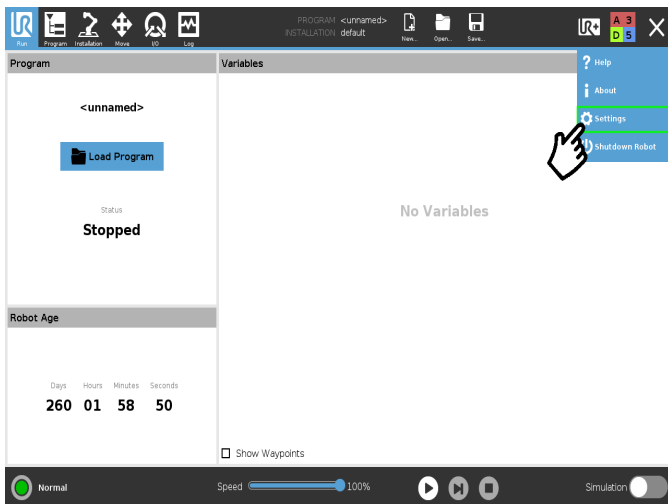 UR
Run
Program
Installation
Move
I/O
Log
PROGRAM <unnamed>
INSTALLATION default
New...
Open...
Save...
UR+
A 3
D 5
Program
<unnamed>
Load Program
Status
Stopped
Variables
No Variables
? Help
i About
Settings
Shutdown Robot
Robot Age
Days Hours Minutes Seconds
260 01 58 50
Show Waypoints
Normal
Speed 100%
Simulation